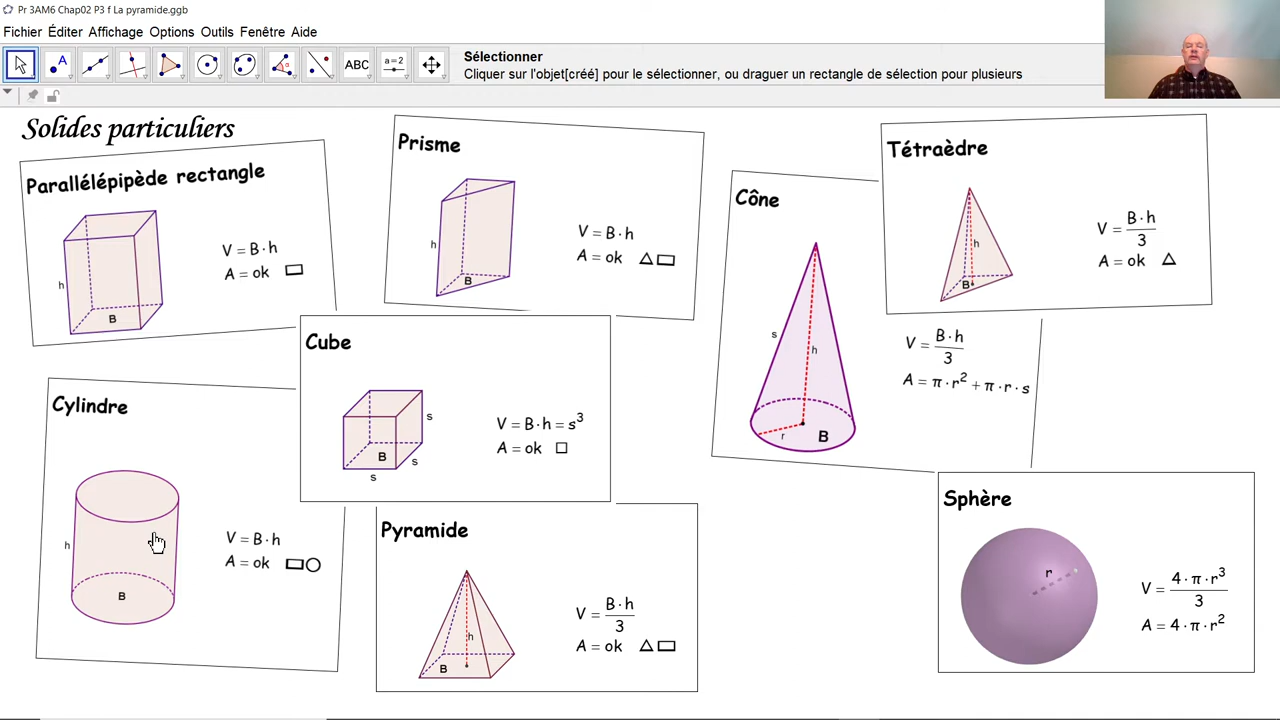 Pr 3AM6 Chap02 P3 f La pyramide.ggb
Fichier Éditer Affichage Options Outils Fenêtre Aide
A
α
ABC
a=2
Sélectionner
Cliquer sur l'objet[créé] pour le sélectionner, ou draguer un rectangle de sélection pour plusieurs
Solides particuliers
Parallélépipède rectangle
h
B
V = B·h
A = ok
Prisme
h
B
V = B·h
A = ok
Cône
s
h
r
B
V = B·h/3
A = π·r² + π·r·s
Tétraèdre
h
B
V = B·h/3
A = ok
Cube
s
s
s
B
V = B·h = s³
A = ok
Cylindre
h
B
V = B·h
A = ok
Pyramide
h
B
V = B·h/3
A = ok
Sphère
r
V = 4·π·r³/3
A = 4·π·r²